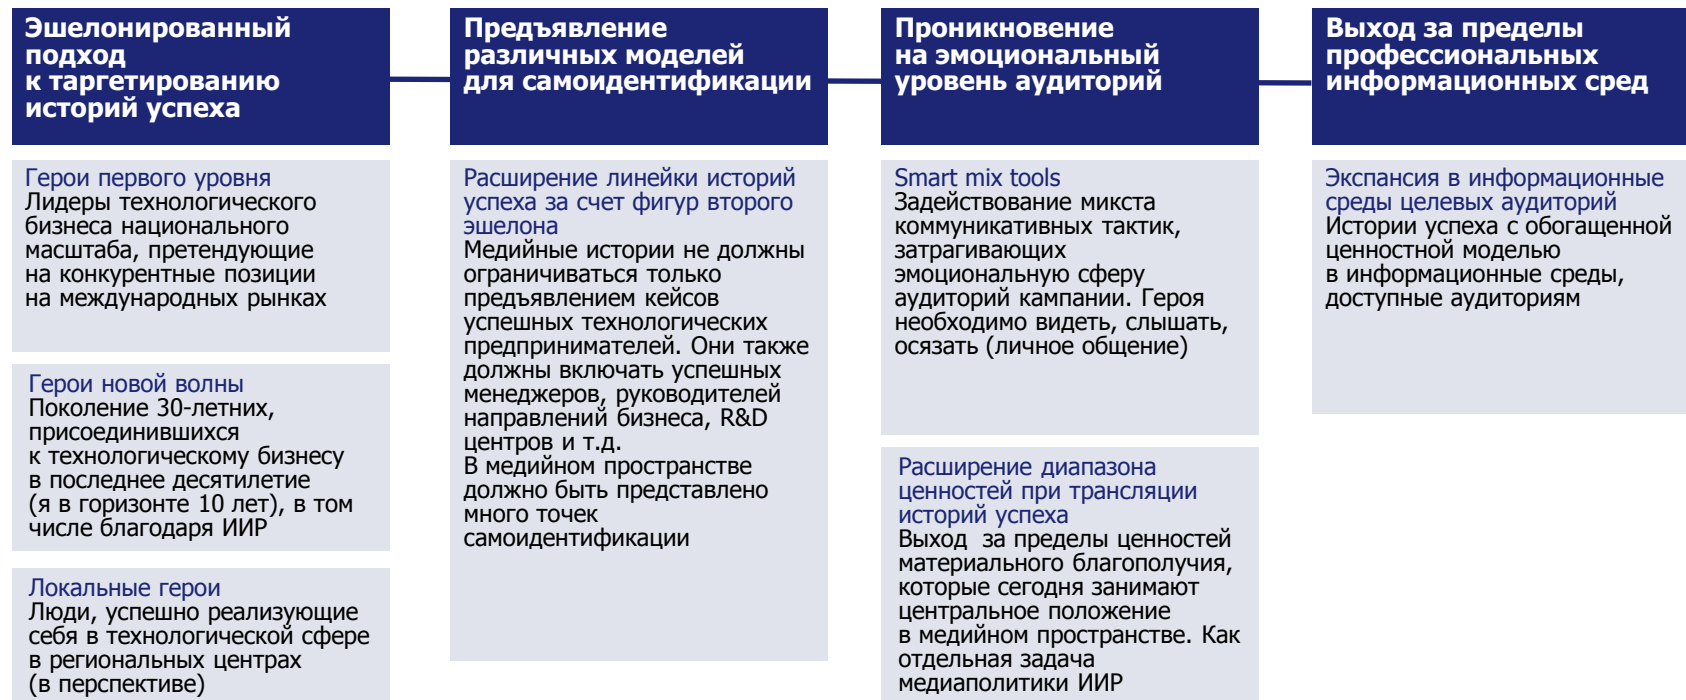 Эшелонированный
подход
к таргетированию
историй успеха
Герои первого уровня
Лидеры технологического
бизнеса национального
масштаба, претендующие
на конкурентные позиции
на международных рынках
Герои новой волны
Поколение 30-летних,
присоединившихся
к технологическому бизнесу
в последнее десятилетие
(я в горизонте 10 лет), в том
числе благодаря ИИР
Локальные герои
Люди, успешно реализующие
себя в технологической сфере
в региональных центрах
(в перспективе)
Предъявление
различных моделей
для самоидентификации
Расширение линейки историй
успеха за счет фигур второго
эшелона
Медийные истории не должны
ограничиваться только
предъявлением кейсов
успешных технологических
предпринимателей. Они также
должны включать успешных
менеджеров, руководителей
направлений бизнеса, R&D
центров и т.д.
В медийном пространстве
должно быть представлено
много точек
самоидентификации
Проникновение
на эмоциональный
уровень аудиторий
Smart mix tools
Задействование микста
коммуникативных тактик,
затрагивающих
эмоциональную сферу
аудиторий кампании. Героя
необходимо видеть, слышать,
осязать (личное общение)
Расширение диапазона
ценностей при трансляции
историй успеха
Выход за пределы ценностей
материального благополучия,
которые сегодня занимают
центральное положение
в медийном пространстве. Как
отдельная задача
медиаполитики ИИР
Выход за пределы
профессиональных
информационных сред
Экспансия в информационные
среды целевых аудиторий
Истории успеха с обогащенной
ценностной моделью
в информационные среды,
доступные аудиториям